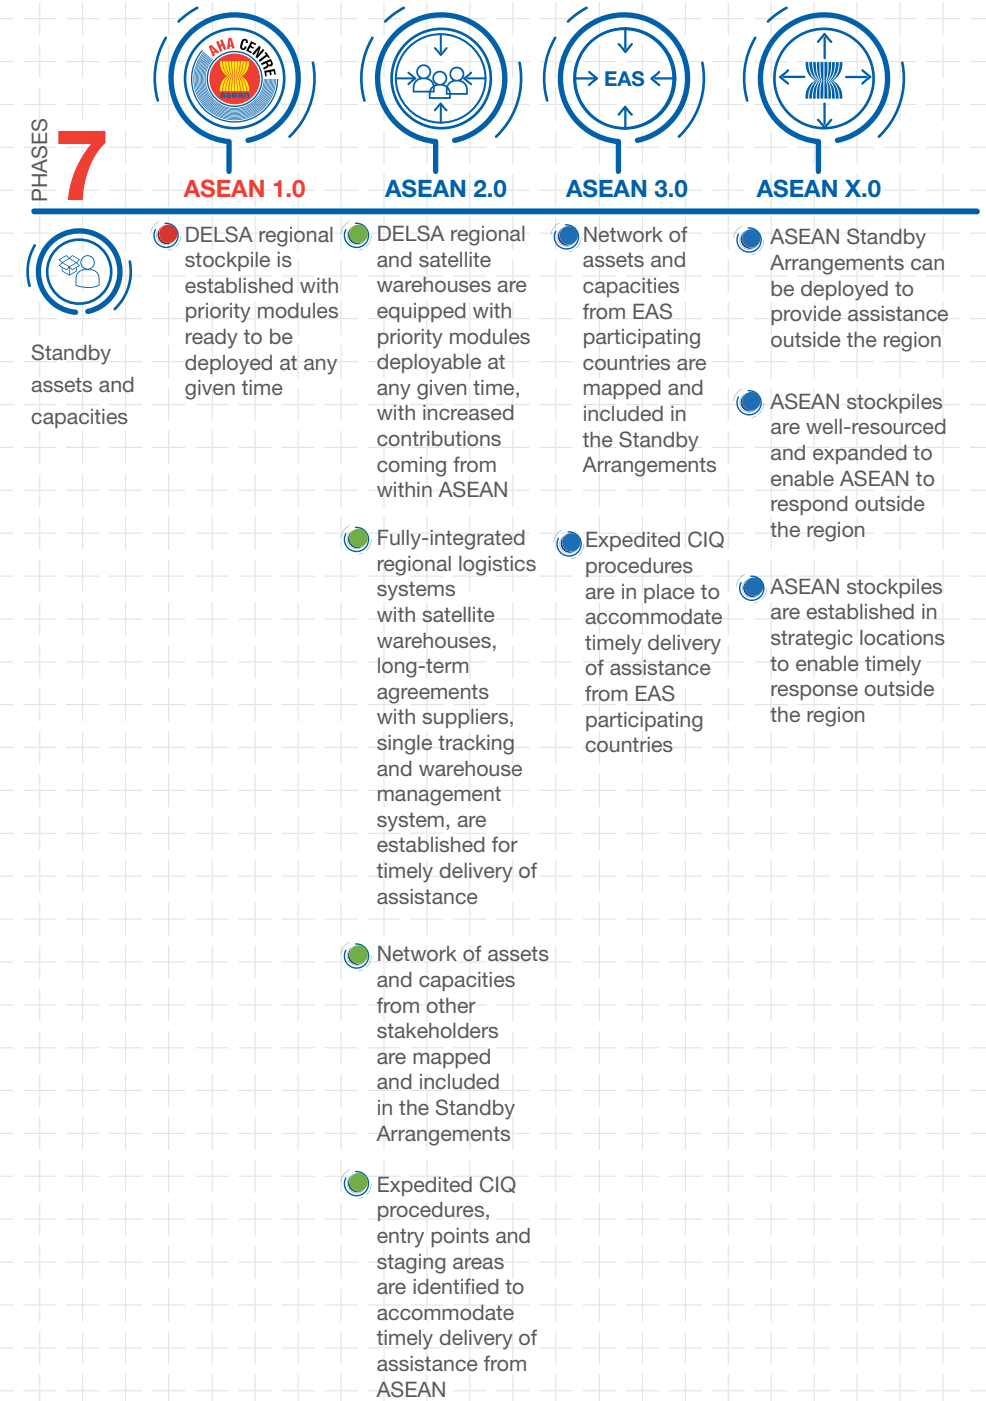 PHASES
7
AHA CENTRE
asean
EAS
ASEAN 1.0
ASEAN 2.0
ASEAN 3.0
ASEAN X.0
Standby
assets and
capacities
DELSA regional
stockpile is
established with
priority modules
ready to be
deployed at any
given time
DELSA regional
and satellite
warehouses are
equipped with
priority modules
deployable at
any given time,
with increased
contributions
coming from
within ASEAN
Fully-integrated
regional logistics
systems
with satellite
warehouses,
long-term
agreements
with suppliers,
single tracking
and warehouse
management
system, are
established for
timely delivery of
assistance
Network of assets
and capacities
from other
stakeholders
are mapped
and included
in the Standby
Arrangements
Expedited CIQ
procedures,
entry points and
staging areas
are identified to
accommodate
timely delivery of
assistance from
ASEAN
Network of
assets and
capacities
from EAS
participating
countries are
mapped and
included in
the Standby
Arrangements
Expedited CIQ
procedures
are in place to
accommodate
timely delivery
of assistance
from EAS
participating
countries
ASEAN Standby
Arrangements can
be deployed to
provide assistance
outside the region
ASEAN stockpiles
are well-resourced
and expanded to
enable ASEAN to
respond outside
the region
ASEAN stockpiles
are established in
strategic locations
to enable timely
response outside
the region